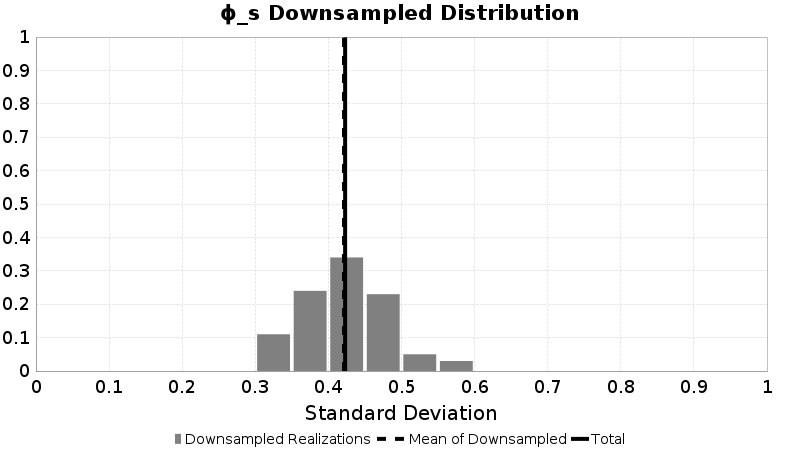 ϕ_s Downsampled Distribution
1
0.9
0.8
0.7
0.6
0.5
0.4
0.3
0.2
0.1
0
0 0.1 0.2 0.3 0.4 0.5 0.6 0.7 0.8 0.9 1
Standard Deviation
Downsampled Realizations Mean of Downsampled Total